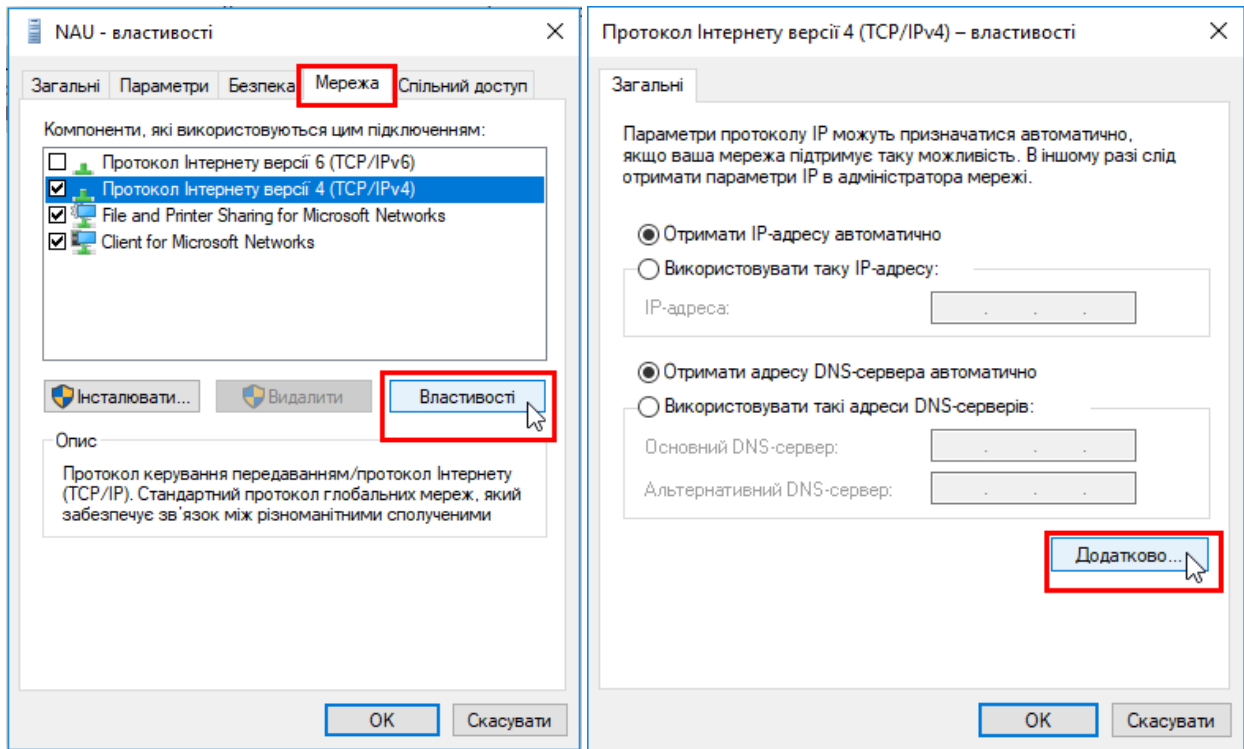 NAU - властивості
Загальні Параметри Безпека Мережа Спільний доступ
Компоненти, які використовуються цим підключенням:
Протокол Інтернету версії 6 (TCP/IPv6)
Протокол Інтернету версії 4 (TCP/IPv4)
File and Printer Sharing for Microsoft Networks
Client for Microsoft Networks
Інсталювати... Видалити Властивості
Опис
Протокол керування передаванням/протокол Інтернету
(TCP/IP). Стандартний протокол глобальних мереж, який
забезпечує зв'язок між різноманітними сполученими
OK Скасувати
Протокол Інтернету версії 4 (TCP/IPv4) – властивості
Загальні
Параметри протоколу IP можуть призначатися автоматично,
якщо ваша мережа підтримує таку можливість. В іншому разі слід
отримати параметри IP в адміністратора мережі.
Отримати IP-адресу автоматично
Використовувати таку IP-адресу:
IP-адреса:
Отримати адресу DNS-сервера автоматично
Використовувати такі адреси DNS-серверів:
Основний DNS-сервер:
Альтернативний DNS-сервер:
Додатково...
OK Скасувати